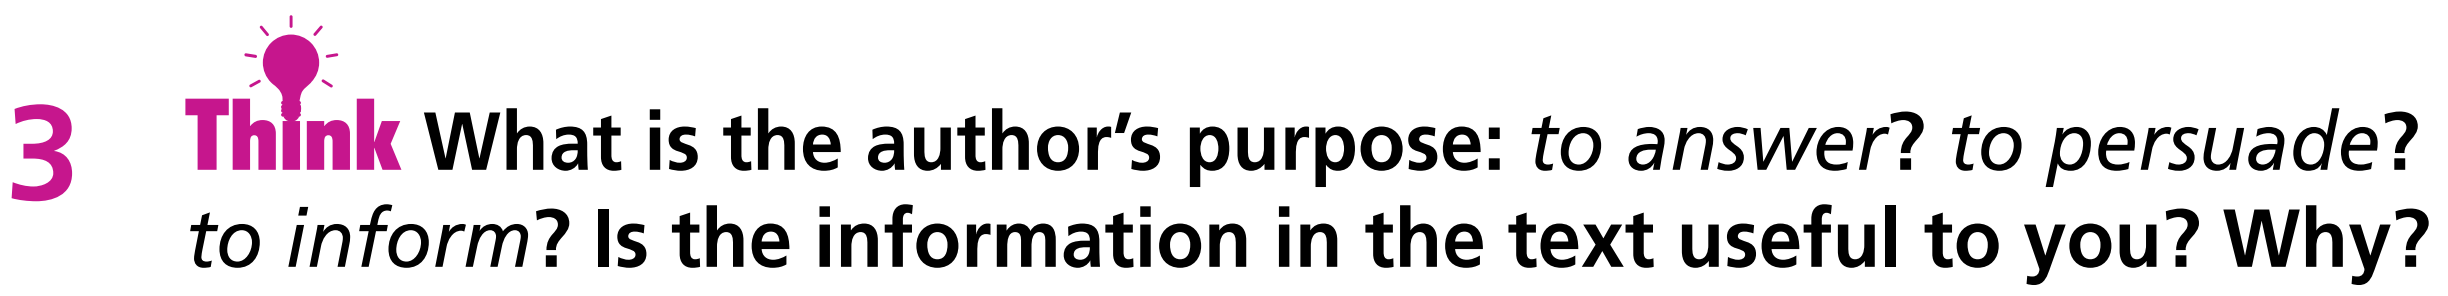 3 Think What is the author's purpose: to answer? to persuade?
to inform? Is the information in the text useful to you? Why?